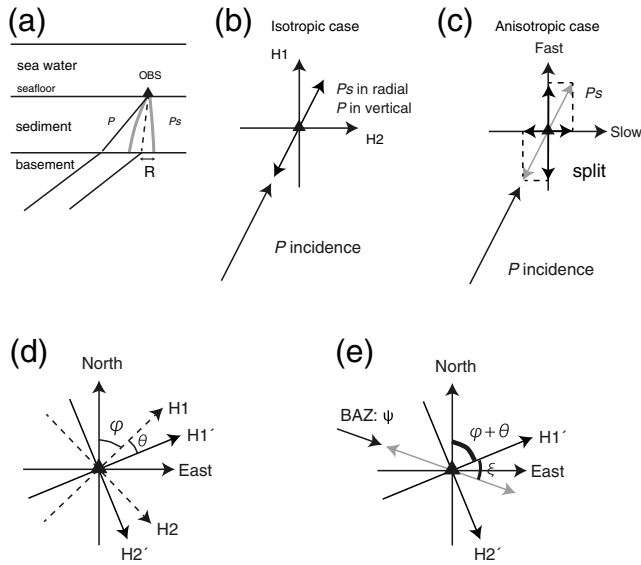 (a)
sea water
OBS
seafloor
sediment
P
Ps
basement
R
(b)
Isotropic case
H1
Ps in radial
P in vertical
H2
P incidence
(c)
Anisotropic case
Fast
Ps
Slow
split
P incidence
(d)
North
φ
H1
θ
H1´
East
H2
H2´
(e)
North
BAZ: ψ
φ + θ
H1´
ξ
East
H2´